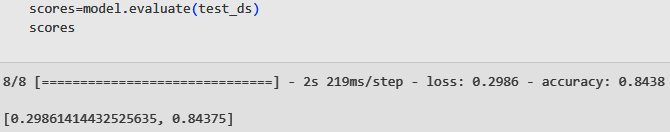 scores=model.evaluate(test_ds)
scores
8/8 [==============================] - 2s 219ms/step - loss: 0.2986 - accuracy: 0.8438
[0.29861414432525635, 0.84375]